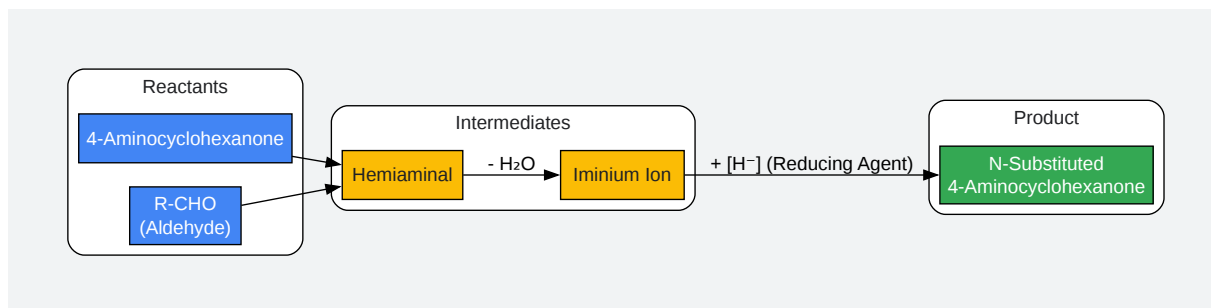 Reactants
4-Aminocyclohexanone
R-CHO
(Aldehyde)
Intermediates
Hemiaminal
- H₂O
Iminium Ion
+ [H⁻] (Reducing Agent)
Product
N-Substituted
4-Aminocyclohexanone